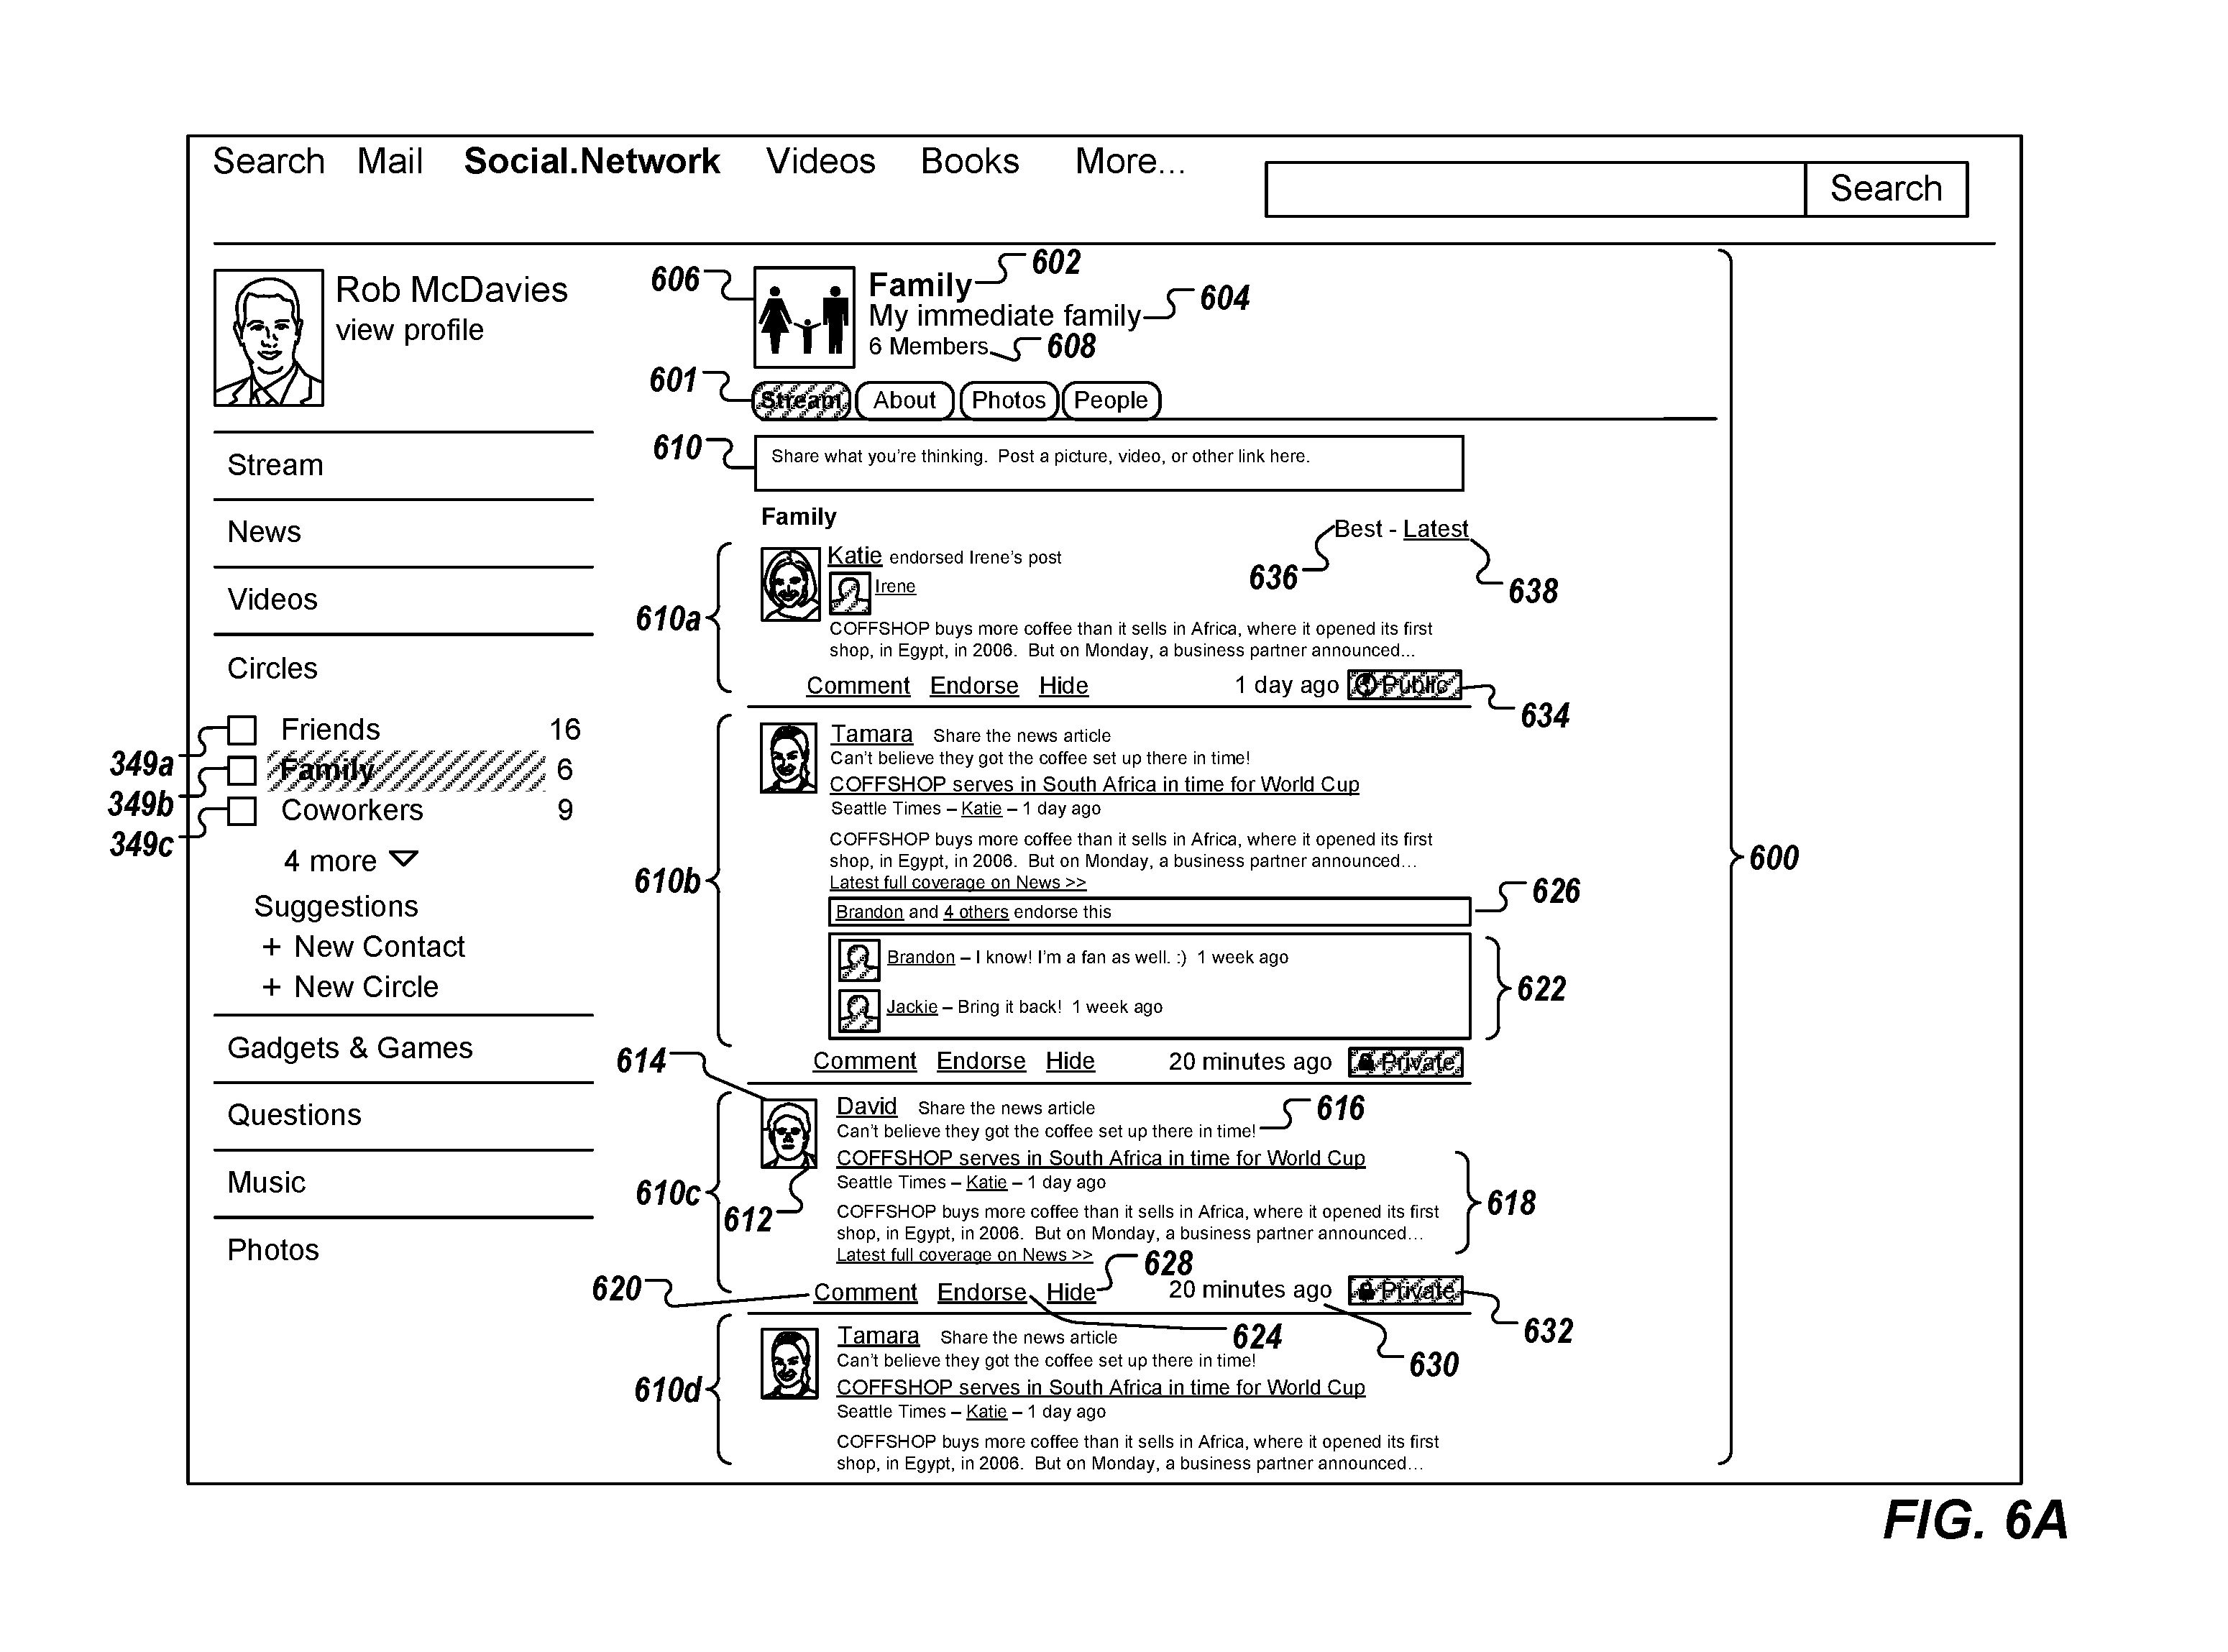 Search Mail Social.Network Videos Books More...
Search
Rob McDavies
view profile
Stream
News
Videos
Circles
349a Friends 16
349b Family 6
349c Coworkers 9
4 more
Suggestions
+ New Contact
+ New Circle
Gadgets & Games
Questions
Music
Photos
606 Family 602
My immediate family 604
6 Members 608
601 Stream About Photos People
610 Share what you're thinking. Post a picture, video, or other link here.
Family
Best - Latest
636 638
610a
Katie endorsed Irene's post
Irene
COFFSHOP buys more coffee than it sells in Africa, where it opened its first
shop, in Egypt, in 2006. But on Monday, a business partner announced...
Comment Endorse Hide 1 day ago Public
634
610b
Tamara Share the news article
Can't believe they got the coffee set up there in time!
COFFSHOP serves in South Africa in time for World Cup
Seattle Times – Katie – 1 day ago
COFFSHOP buys more coffee than it sells in Africa, where it opened its first
shop, in Egypt, in 2006. But on Monday, a business partner announced...
Latest full coverage on News >>
Brandon and 4 others endorse this 626
Brandon – I know! I'm a fan as well. :) 1 week ago
622
Jackie – Bring it back! 1 week ago
Comment Endorse Hide 20 minutes ago Private
614
610c
612
David Share the news article
Can't believe they got the coffee set up there in time! 616
COFFSHOP serves in South Africa in time for World Cup
Seattle Times – Katie – 1 day ago
618
COFFSHOP buys more coffee than it sells in Africa, where it opened its first
shop, in Egypt, in 2006. But on Monday, a business partner announced...
Latest full coverage on News >>
628
620 Comment Endorse Hide 20 minutes ago Private
624 630 632
610d
Tamara Share the news article
Can't believe they got the coffee set up there in time!
COFFSHOP serves in South Africa in time for World Cup
Seattle Times – Katie – 1 day ago
COFFSHOP buys more coffee than it sells in Africa, where it opened its first
shop, in Egypt, in 2006. But on Monday, a business partner announced...
600
FIG. 6A